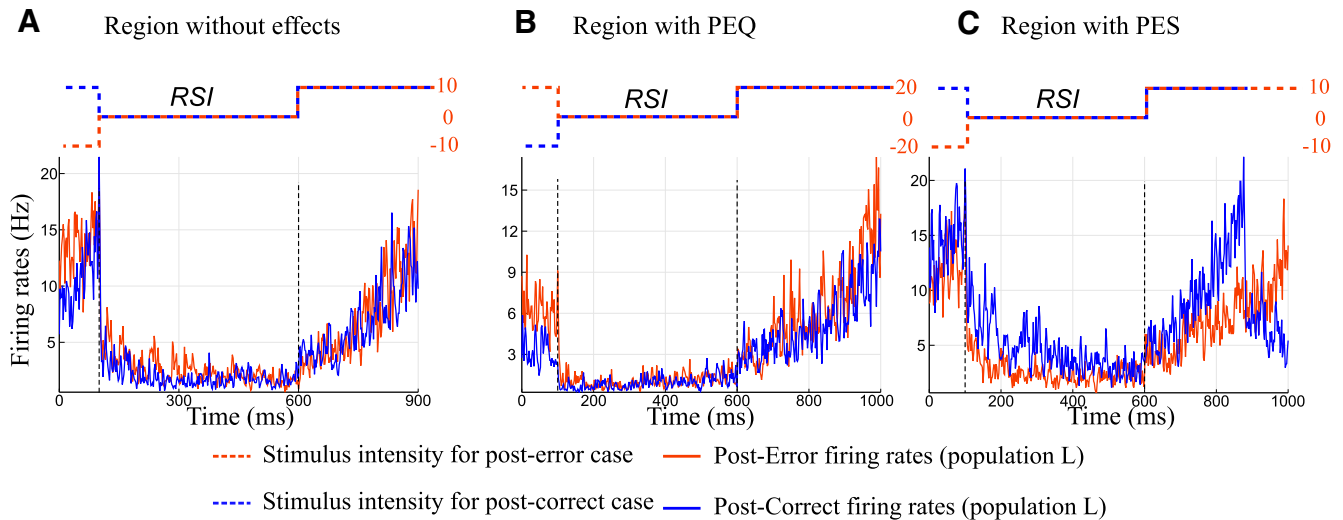 A Region without effects
B Region with PEQ
C Region with PES
RSI
10
0
-10
RSI
20
0
-20
RSI
10
0
-10
Firing rates (Hz)
20
15
10
5
0 300 600 900
Time (ms)
15
12
9
6
3
0 200 400 600 800 1000
Time (ms)
20
15
10
5
0 200 400 600 800 1000
Time (ms)
Stimulus intensity for post-error case
Post-Error firing rates (population L)
Stimulus intensity for post-correct case
Post-Correct firing rates (population L)